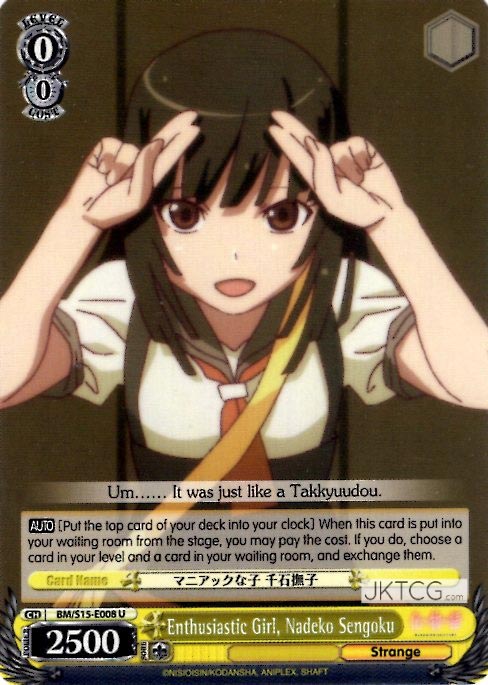 LEVEL
0
0
COST
Um…… It was just like a Takkyuudou.
AUTO [Put the top card of your deck into your clock] When this card is put into
your waiting room from the stage, you may pay the cost. If you do, choose a
card in your level and a card in your waiting room, and exchange them.
Card Name マニアックな子 千石撫子
JKTCG.com
CH BM/S15-E008 U
POWER 2500 SOUL Enthusiastic Girl, Nadeko Sengoku
Strange
©NISIOISIN/KODANSHA, ANIPLEX, SHAFT